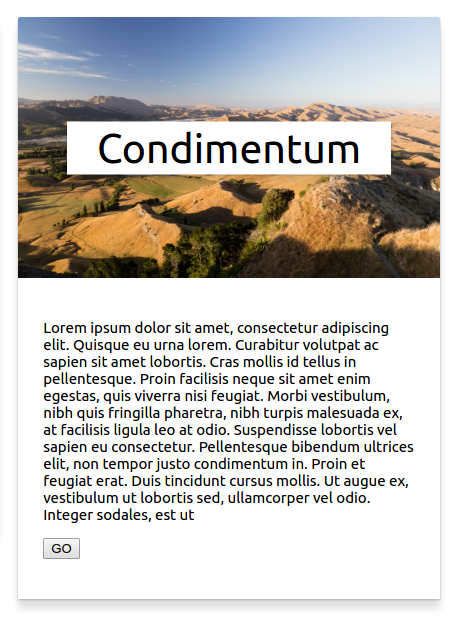 Condimentum
Lorem ipsum dolor sit amet, consectetur adipiscing
elit. Quisque eu urna lorem. Curabitur volutpat ac
sapien sit amet lobortis. Cras mollis id tellus in
pellentesque. Proin facilisis neque sit amet enim
egestas, quis viverra nisi feugiat. Morbi vestibulum,
nibh quis fringilla pharetra, nibh turpis malesuada ex,
at facilisis ligula leo at odio. Suspendisse lobortis vel
sapien eu consectetur. Pellentesque bibendum ultrices
elit, non tempor justo condimentum in. Proin et
feugiat erat. Duis tincidunt cursus mollis. Ut augue ex,
vestibulum ut lobortis sed, ullamcorper vel odio.
Integer sodales, est ut
GO